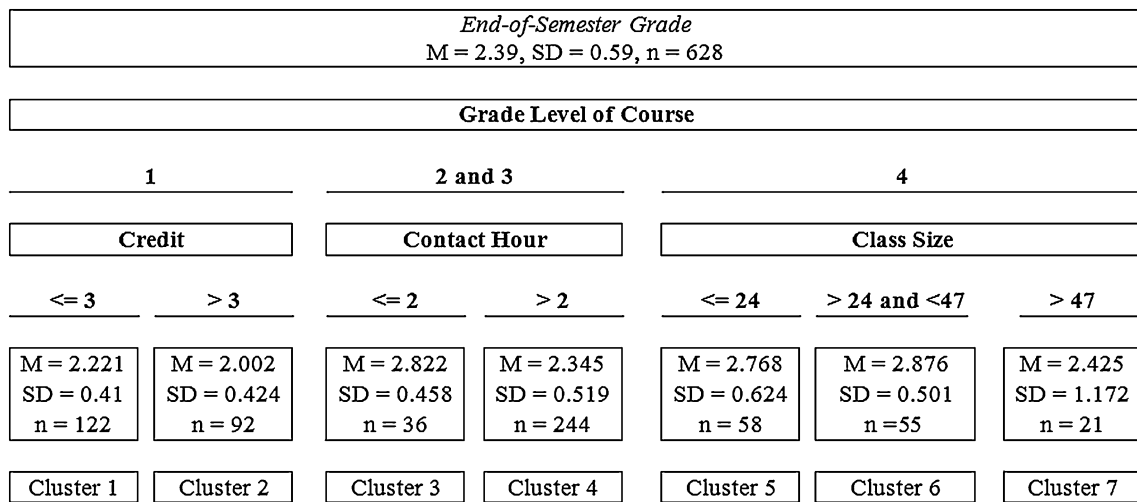 End-of-Semester Grade
M = 2.39, SD = 0.59, n = 628
Grade Level of Course
1 2 and 3 4
Credit Contact Hour Class Size
<= 3 > 3 <= 2 > 2 <= 24 > 24 and <47 > 47
M = 2.221 M = 2.002 M = 2.822 M = 2.345 M = 2.768 M = 2.876 M = 2.425
SD = 0.41 SD = 0.424 SD = 0.458 SD = 0.519 SD = 0.624 SD = 0.501 SD = 1.172
n = 122 n = 92 n = 36 n = 244 n = 58 n =55 n = 21
Cluster 1 Cluster 2 Cluster 3 Cluster 4 Cluster 5 Cluster 6 Cluster 7